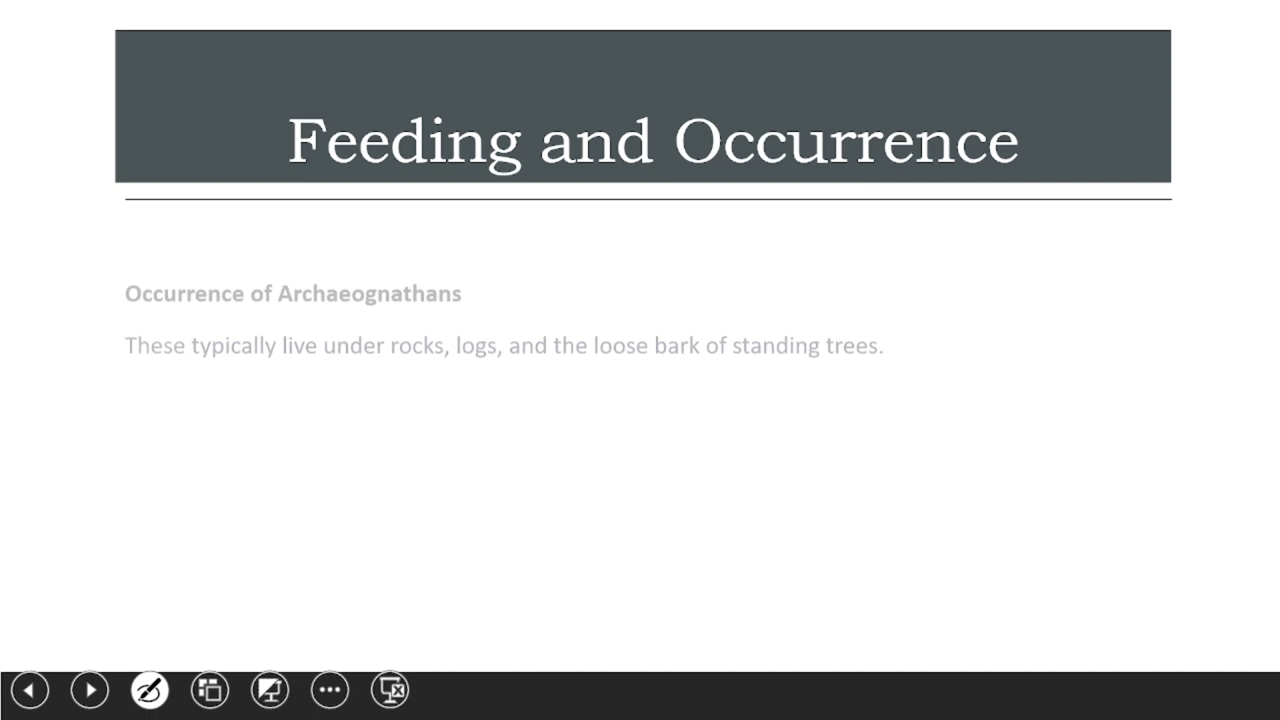 Feeding and Occurrence
Occurrence of Archaeognathans
These typically live under rocks, logs, and the loose bark of standing trees.